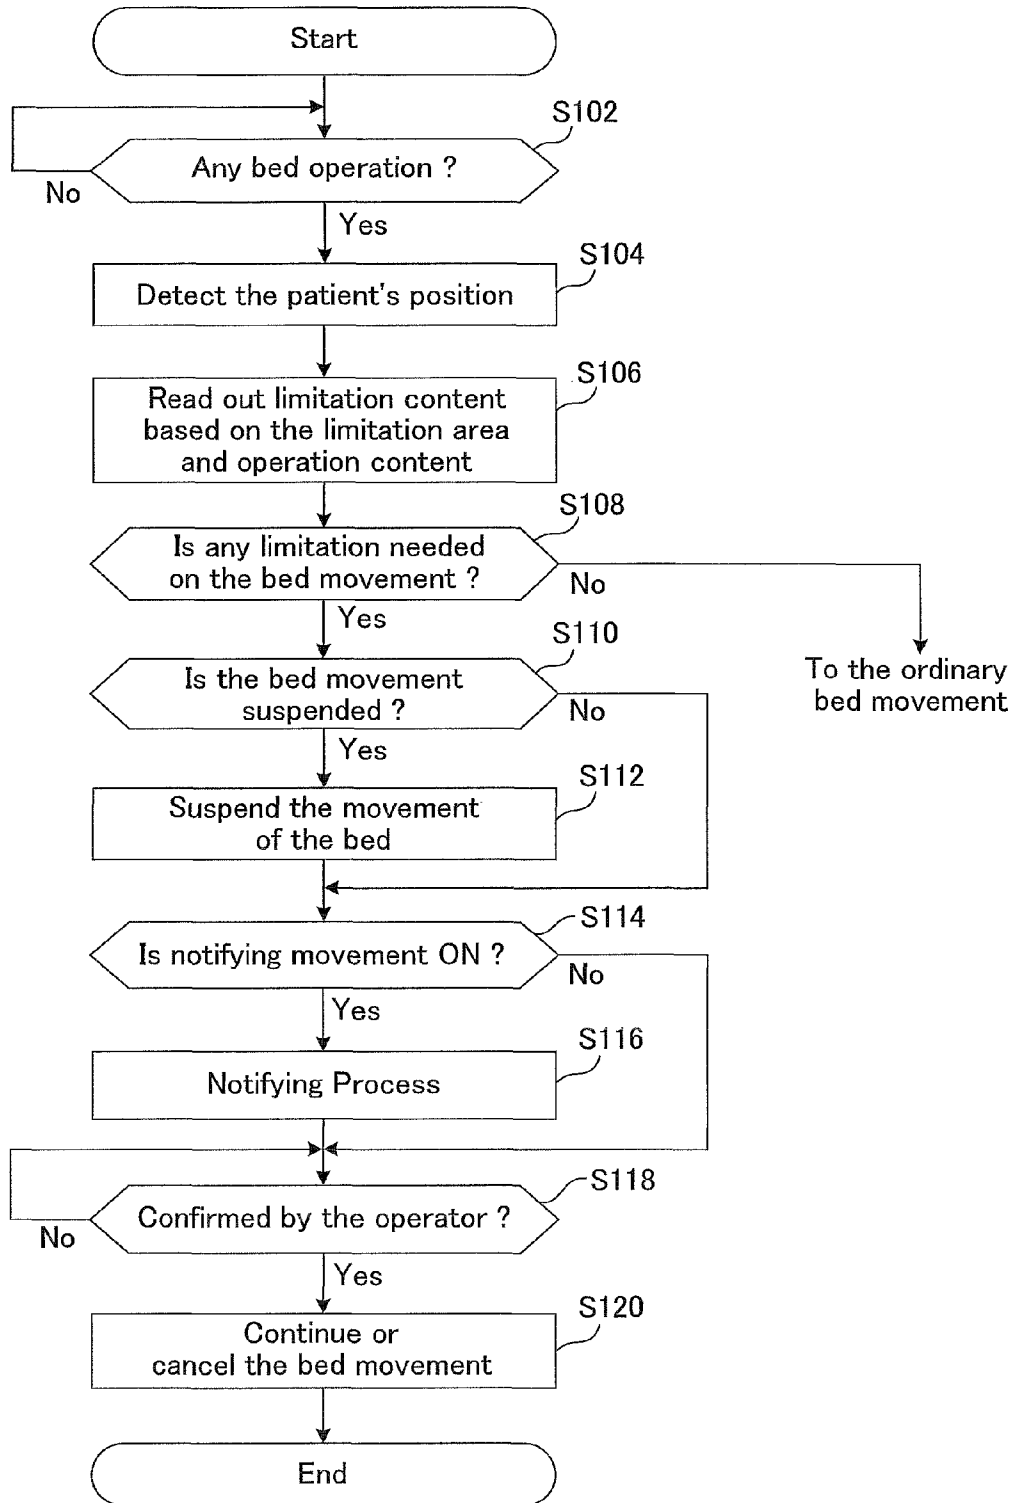 Start
S102
Any bed operation ?
No
Yes
S104
Detect the patient's position
S106
Read out limitation content
based on the limitation area
and operation content
S108
Is any limitation needed
on the bed movement ?
No
Yes
To the ordinary
bed movement
S110
Is the bed movement
suspended ?
No
Yes
S112
Suspend the movement
of the bed
S114
Is notifying movement ON ?
No
Yes
S116
Notifying Process
S118
Confirmed by the operator ?
No
Yes
S120
Continue or
cancel the bed movement
End